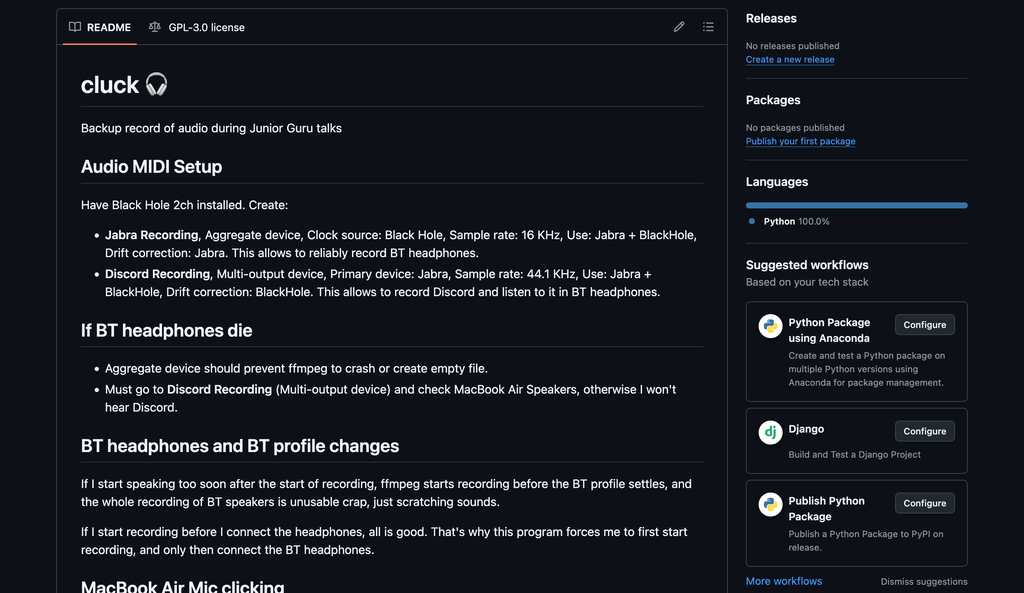 README
GPL-3.0 license
cluck 🎧
Backup record of audio during Junior Guru talks
Audio MIDI Setup
Have Black Hole 2ch installed. Create:
• Jabra Recording, Aggregate device, Clock source: Black Hole, Sample rate: 16 KHz, Use: Jabra + BlackHole,
Drift correction: Jabra. This allows to reliably record BT headphones.
• Discord Recording, Multi-output device, Primary device: Jabra, Sample rate: 44.1 KHz, Use: Jabra +
BlackHole, Drift correction: BlackHole. This allows to record Discord and listen to it in BT headphones.
If BT headphones die
• Aggregate device should prevent ffmpeg to crash or create empty file.
• Must go to Discord Recording (Multi-output device) and check MacBook Air Speakers, otherwise I won't
hear Discord.
BT headphones and BT profile changes
If I start speaking too soon after the start of recording, ffmpeg starts recording before the BT profile settles, and
the whole recording of BT speakers is unusable crap, just scratching sounds.
If I start recording before I connect the headphones, all is good. That's why this program forces me to first start
recording, and only then connect the BT headphones.
MacBook Air Mic clicking
Releases
No releases published
Create a new release
Packages
No packages published
Publish your first package
Languages
Python 100.0%
Suggested workflows
Based on your tech stack
Python Package
using Anaconda
Configure
Create and test a Python package on
multiple Python versions using
Anaconda for package management.
dj
Django
Configure
Build and Test a Django Project
Publish Python
Package
Configure
Publish a Python Package to PyPI on
release.
More workflows
Dismiss suggestions